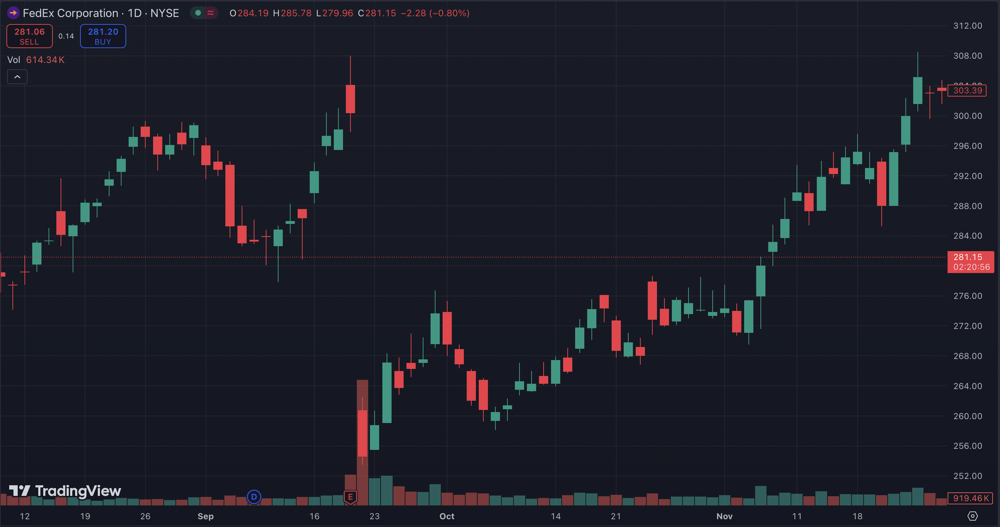 FedEx Corporation · 1D · NYSE
≈
O284.19 H285.78 L279.96 C281.15 −2.28 (−0.80%)
281.06
SELL
0.14
281.20
BUY
Vol 614.34K
312.00
308.00
304.00
303.39
300.00
296.00
292.00
288.00
284.00
281.15
02:20:56
276.00
272.00
268.00
264.00
260.00
256.00
252.00
919.46K
TradingView
D
E
12 19 26 Sep 16 23 Oct 14 21 Nov 11 18